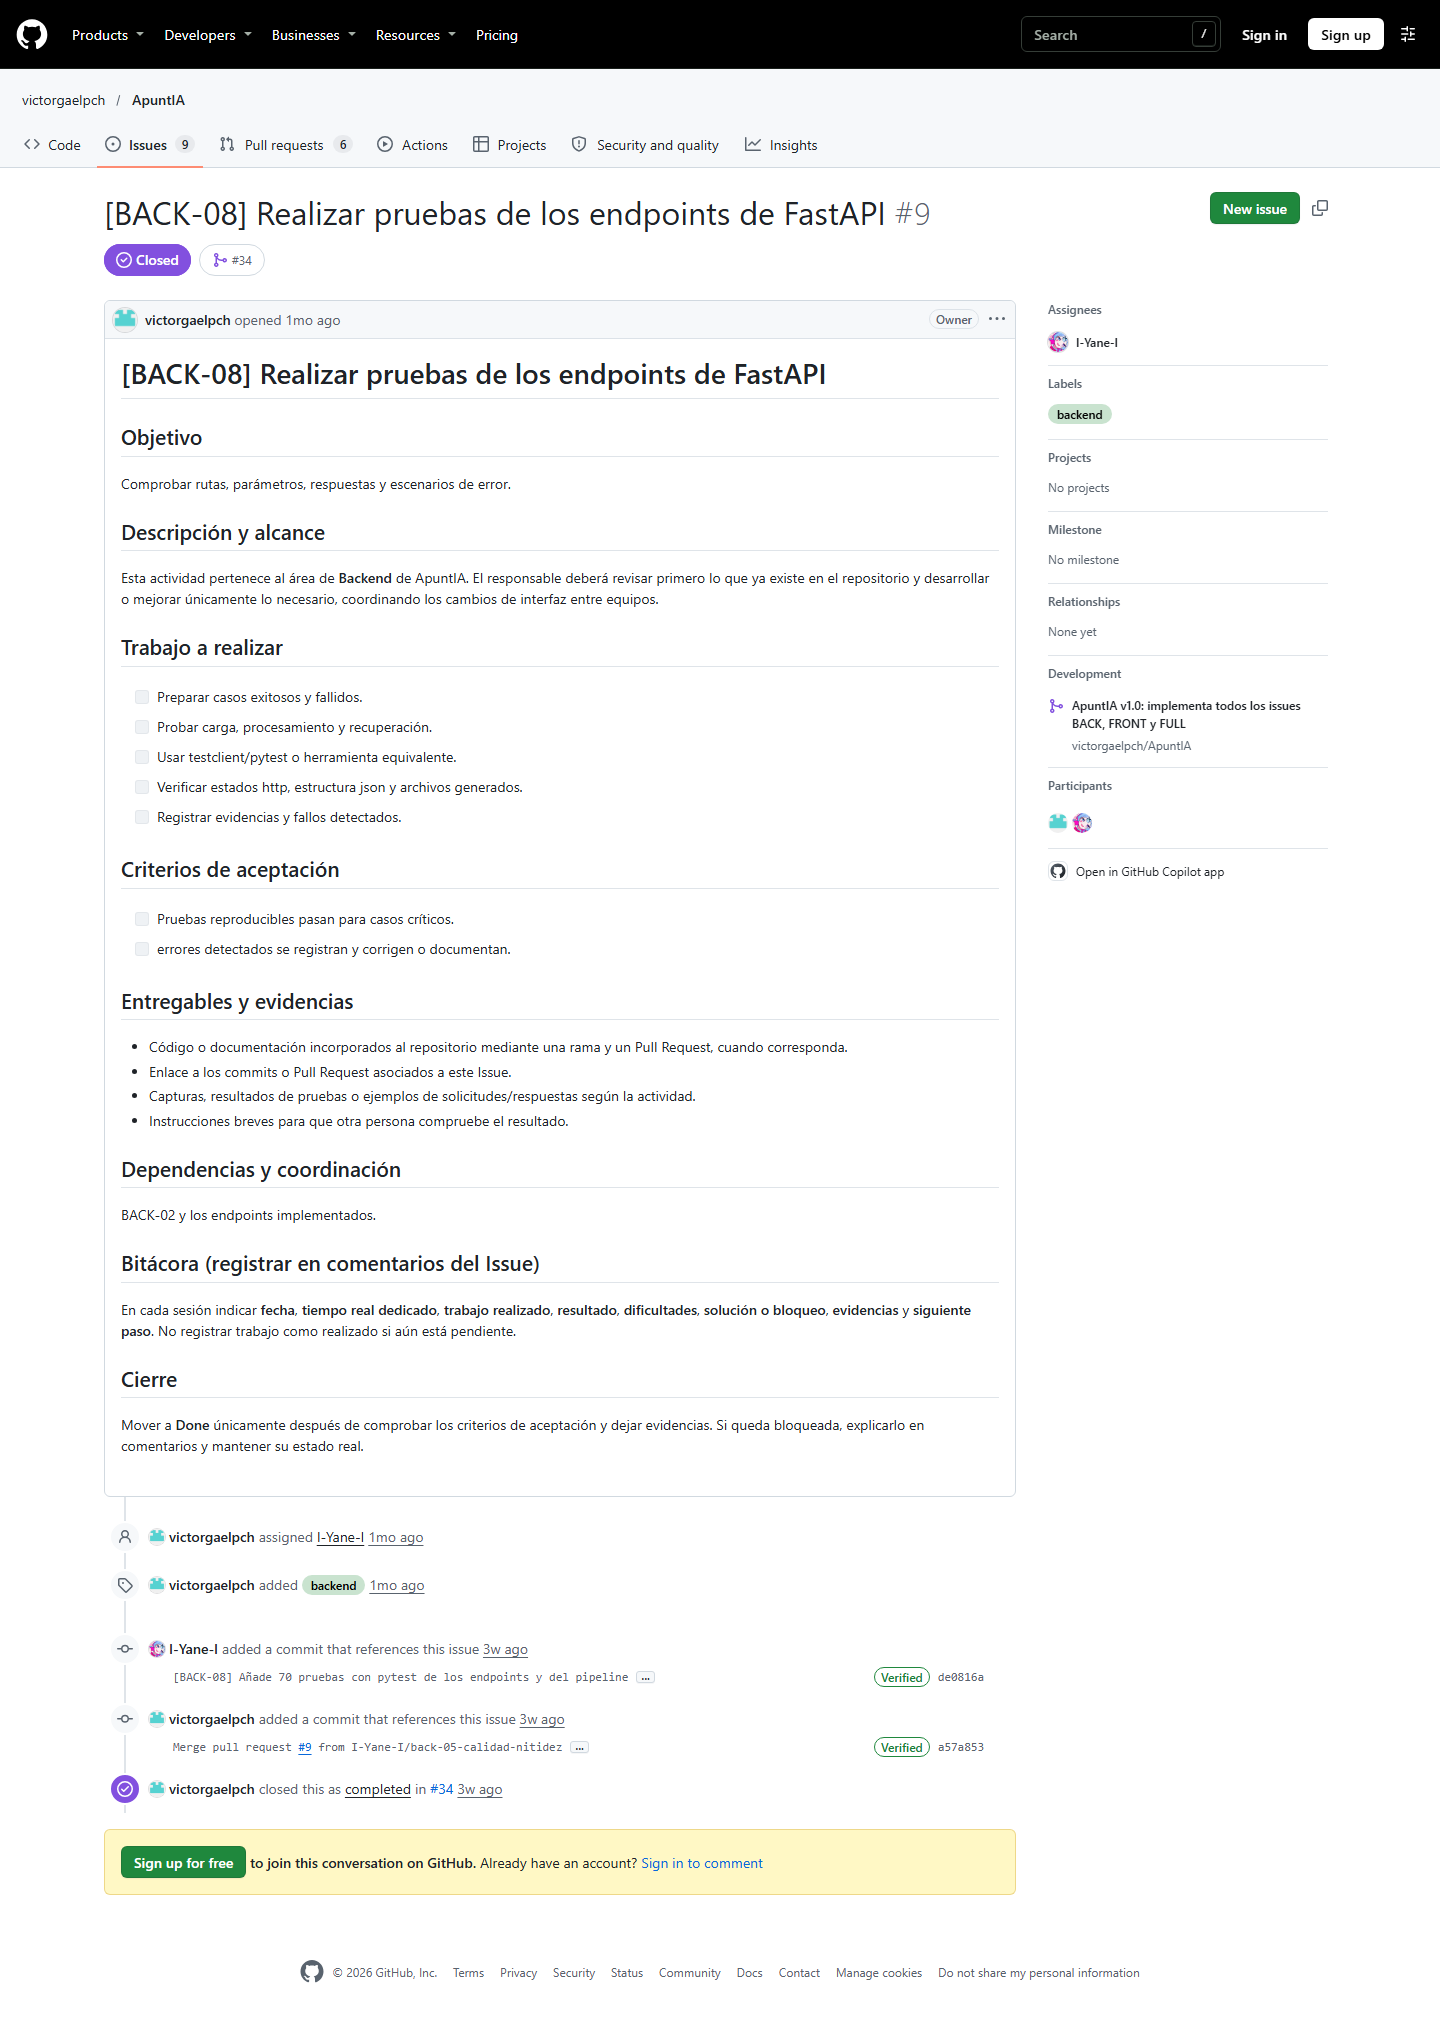 Products Developers Businesses Resources Pricing Search / Sign in Sign up
victorgaelpch / ApuntIA
Code Issues 9 Pull requests 6 Actions Projects Security and quality Insights
[BACK-08] Realizar pruebas de los endpoints de FastAPI #9
New issue
Closed #34
victorgaelpch opened 1mo ago Owner
[BACK-08] Realizar pruebas de los endpoints de FastAPI
Objetivo
Comprobar rutas, parámetros, respuestas y escenarios de error.
Descripción y alcance
Esta actividad pertenece al área de Backend de ApuntIA. El responsable deberá revisar primero lo que ya existe en el repositorio y desarrollar
o mejorar únicamente lo necesario, coordinando los cambios de interfaz entre equipos.
Trabajo a realizar
Preparar casos exitosos y fallidos.
Probar carga, procesamiento y recuperación.
Usar testclient/pytest o herramienta equivalente.
Verificar estados http, estructura json y archivos generados.
Registrar evidencias y fallos detectados.
Criterios de aceptación
Pruebas reproducibles pasan para casos críticos.
errores detectados se registran y corrigen o documentan.
Entregables y evidencias
Código o documentación incorporados al repositorio mediante una rama y un Pull Request, cuando corresponda.
Enlace a los commits o Pull Request asociados a este Issue.
Capturas, resultados de pruebas o ejemplos de solicitudes/respuestas según la actividad.
Instrucciones breves para que otra persona compruebe el resultado.
Dependencias y coordinación
BACK-02 y los endpoints implementados.
Bitácora (registrar en comentarios del Issue)
En cada sesión indicar fecha, tiempo real dedicado, trabajo realizado, resultado, dificultades, solución o bloqueo, evidencias y siguiente
paso. No registrar trabajo como realizado si aún está pendiente.
Cierre
Mover a Done únicamente después de comprobar los criterios de aceptación y dejar evidencias. Si queda bloqueada, explicarlo en
comentarios y mantener su estado real.
victorgaelpch assigned I-Yane-I 1mo ago
victorgaelpch added backend 1mo ago
I-Yane-I added a commit that references this issue 3w ago
[BACK-08] Añade 70 pruebas con pytest de los endpoints y del pipeline … Verified de0816a
victorgaelpch added a commit that references this issue 3w ago
Merge pull request #9 from I-Yane-I/back-05-calidad-nitidez … Verified a57a853
victorgaelpch closed this as completed in #34 3w ago
Sign up for free to join this conversation on GitHub. Already have an account? Sign in to comment
Assignees
I-Yane-I
Labels
backend
Projects
No projects
Milestone
No milestone
Relationships
None yet
Development
ApuntIA v1.0: implementa todos los issues
BACK, FRONT y FULL
victorgaelpch/ApuntIA
Participants
Open in GitHub Copilot app
© 2026 GitHub, Inc. Terms Privacy Security Status Community Docs Contact Manage cookies Do not share my personal information